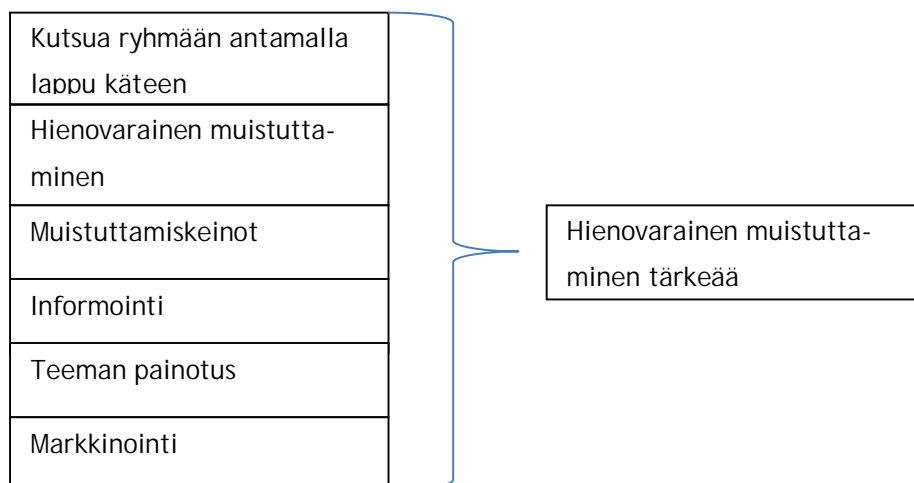 Kutsua ryhmään antamalla
lappu käteen
Hienovarainen muistutta-
minen
Muistuttamiskeinot
Informointi
Teeman painotus
Markkinointi
Hienovarainen muistutta-
minen tärkeää